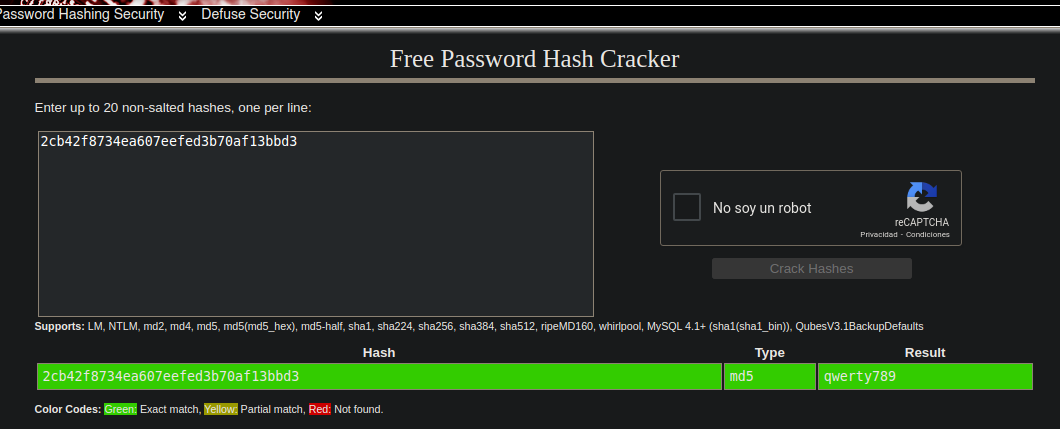 Password Hashing Security Defuse Security
Free Password Hash Cracker
Enter up to 20 non-salted hashes, one per line:
2cb42f8734ea607eefed3b70af13bbd3
No soy un robot
reCAPTCHA
Privacidad - Condiciones
Crack Hashes
Supports: LM, NTLM, md2, md4, md5, md5(md5_hex), md5-half, sha1, sha224, sha256, sha384, sha512, ripeMD160, whirlpool, MySQL 4.1+ (sha1(sha1_bin)), QubesV3.1BackupDefaults
Hash Type Result
2cb42f8734ea607eefed3b70af13bbd3 md5 qwerty789
Color Codes: Green: Exact match, Yellow: Partial match, Red: Not found.